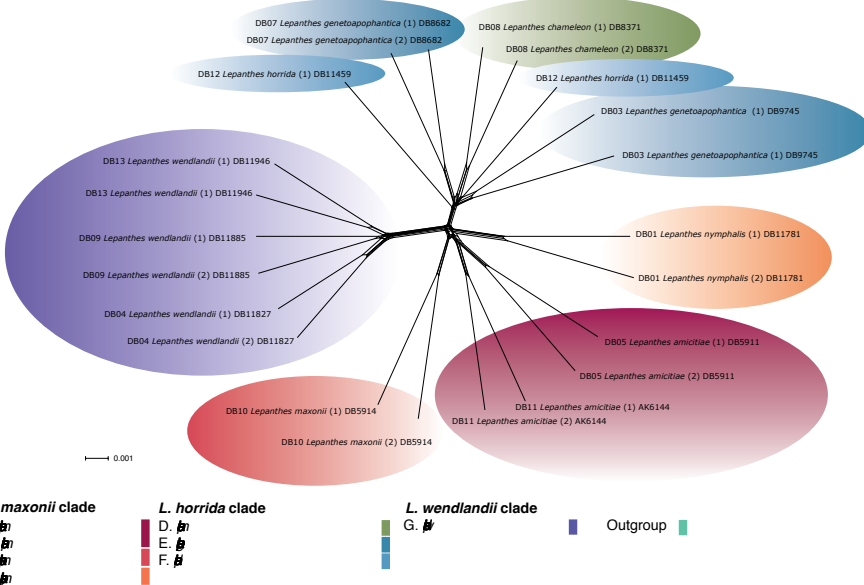 DB07 Lepanthes genetoapophantica (1) DB8682
DB07 Lepanthes genetoapophantica (2) DB8682
DB08 Lepanthes chameleon (1) DB8371
DB08 Lepanthes chameleon (2) DB8371
DB12 Lepanthes horrida (1) DB11459
DB12 Lepanthes horrida (1) DB11459
DB03 Lepanthes genetoapophantica (1) DB9745
DB03 Lepanthes genetoapophantica (1) DB9745
DB13 Lepanthes wendlandii (1) DB11946
DB13 Lepanthes wendlandii (1) DB11946
DB09 Lepanthes wendlandii (1) DB11885
DB09 Lepanthes wendlandii (2) DB11885
DB04 Lepanthes wendlandii (1) DB11827
DB04 Lepanthes wendlandii (2) DB11827
DB01 Lepanthes nymphalis (1) DB11781
DB01 Lepanthes nymphalis (2) DB11781
DB05 Lepanthes amicitiae (1) DB5911
DB05 Lepanthes amicitiae (2) DB5911
DB11 Lepanthes amicitiae (1) AK6144
DB11 Lepanthes amicitiae (2) AK6144
DB10 Lepanthes maxonii (1) DB5914
DB10 Lepanthes maxonii (2) DB5914
0.001
maxonii clade
L. horrida clade
D.
E.
F.
L. wendlandii clade
G.
Outgroup